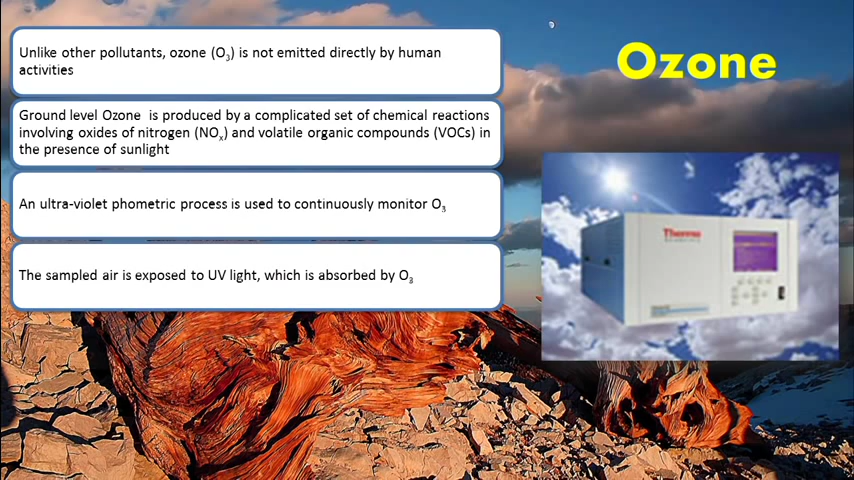 Ozone
Unlike other pollutants, ozone (O₃) is not emitted directly by human
activities
Ground level Ozone is produced by a complicated set of chemical reactions
involving oxides of nitrogen (NOₓ) and volatile organic compounds (VOCs) in
the presence of sunlight
An ultra-violet phometric process is used to continuously monitor O₃
The sampled air is exposed to UV light, which is absorbed by O₃
Thermo